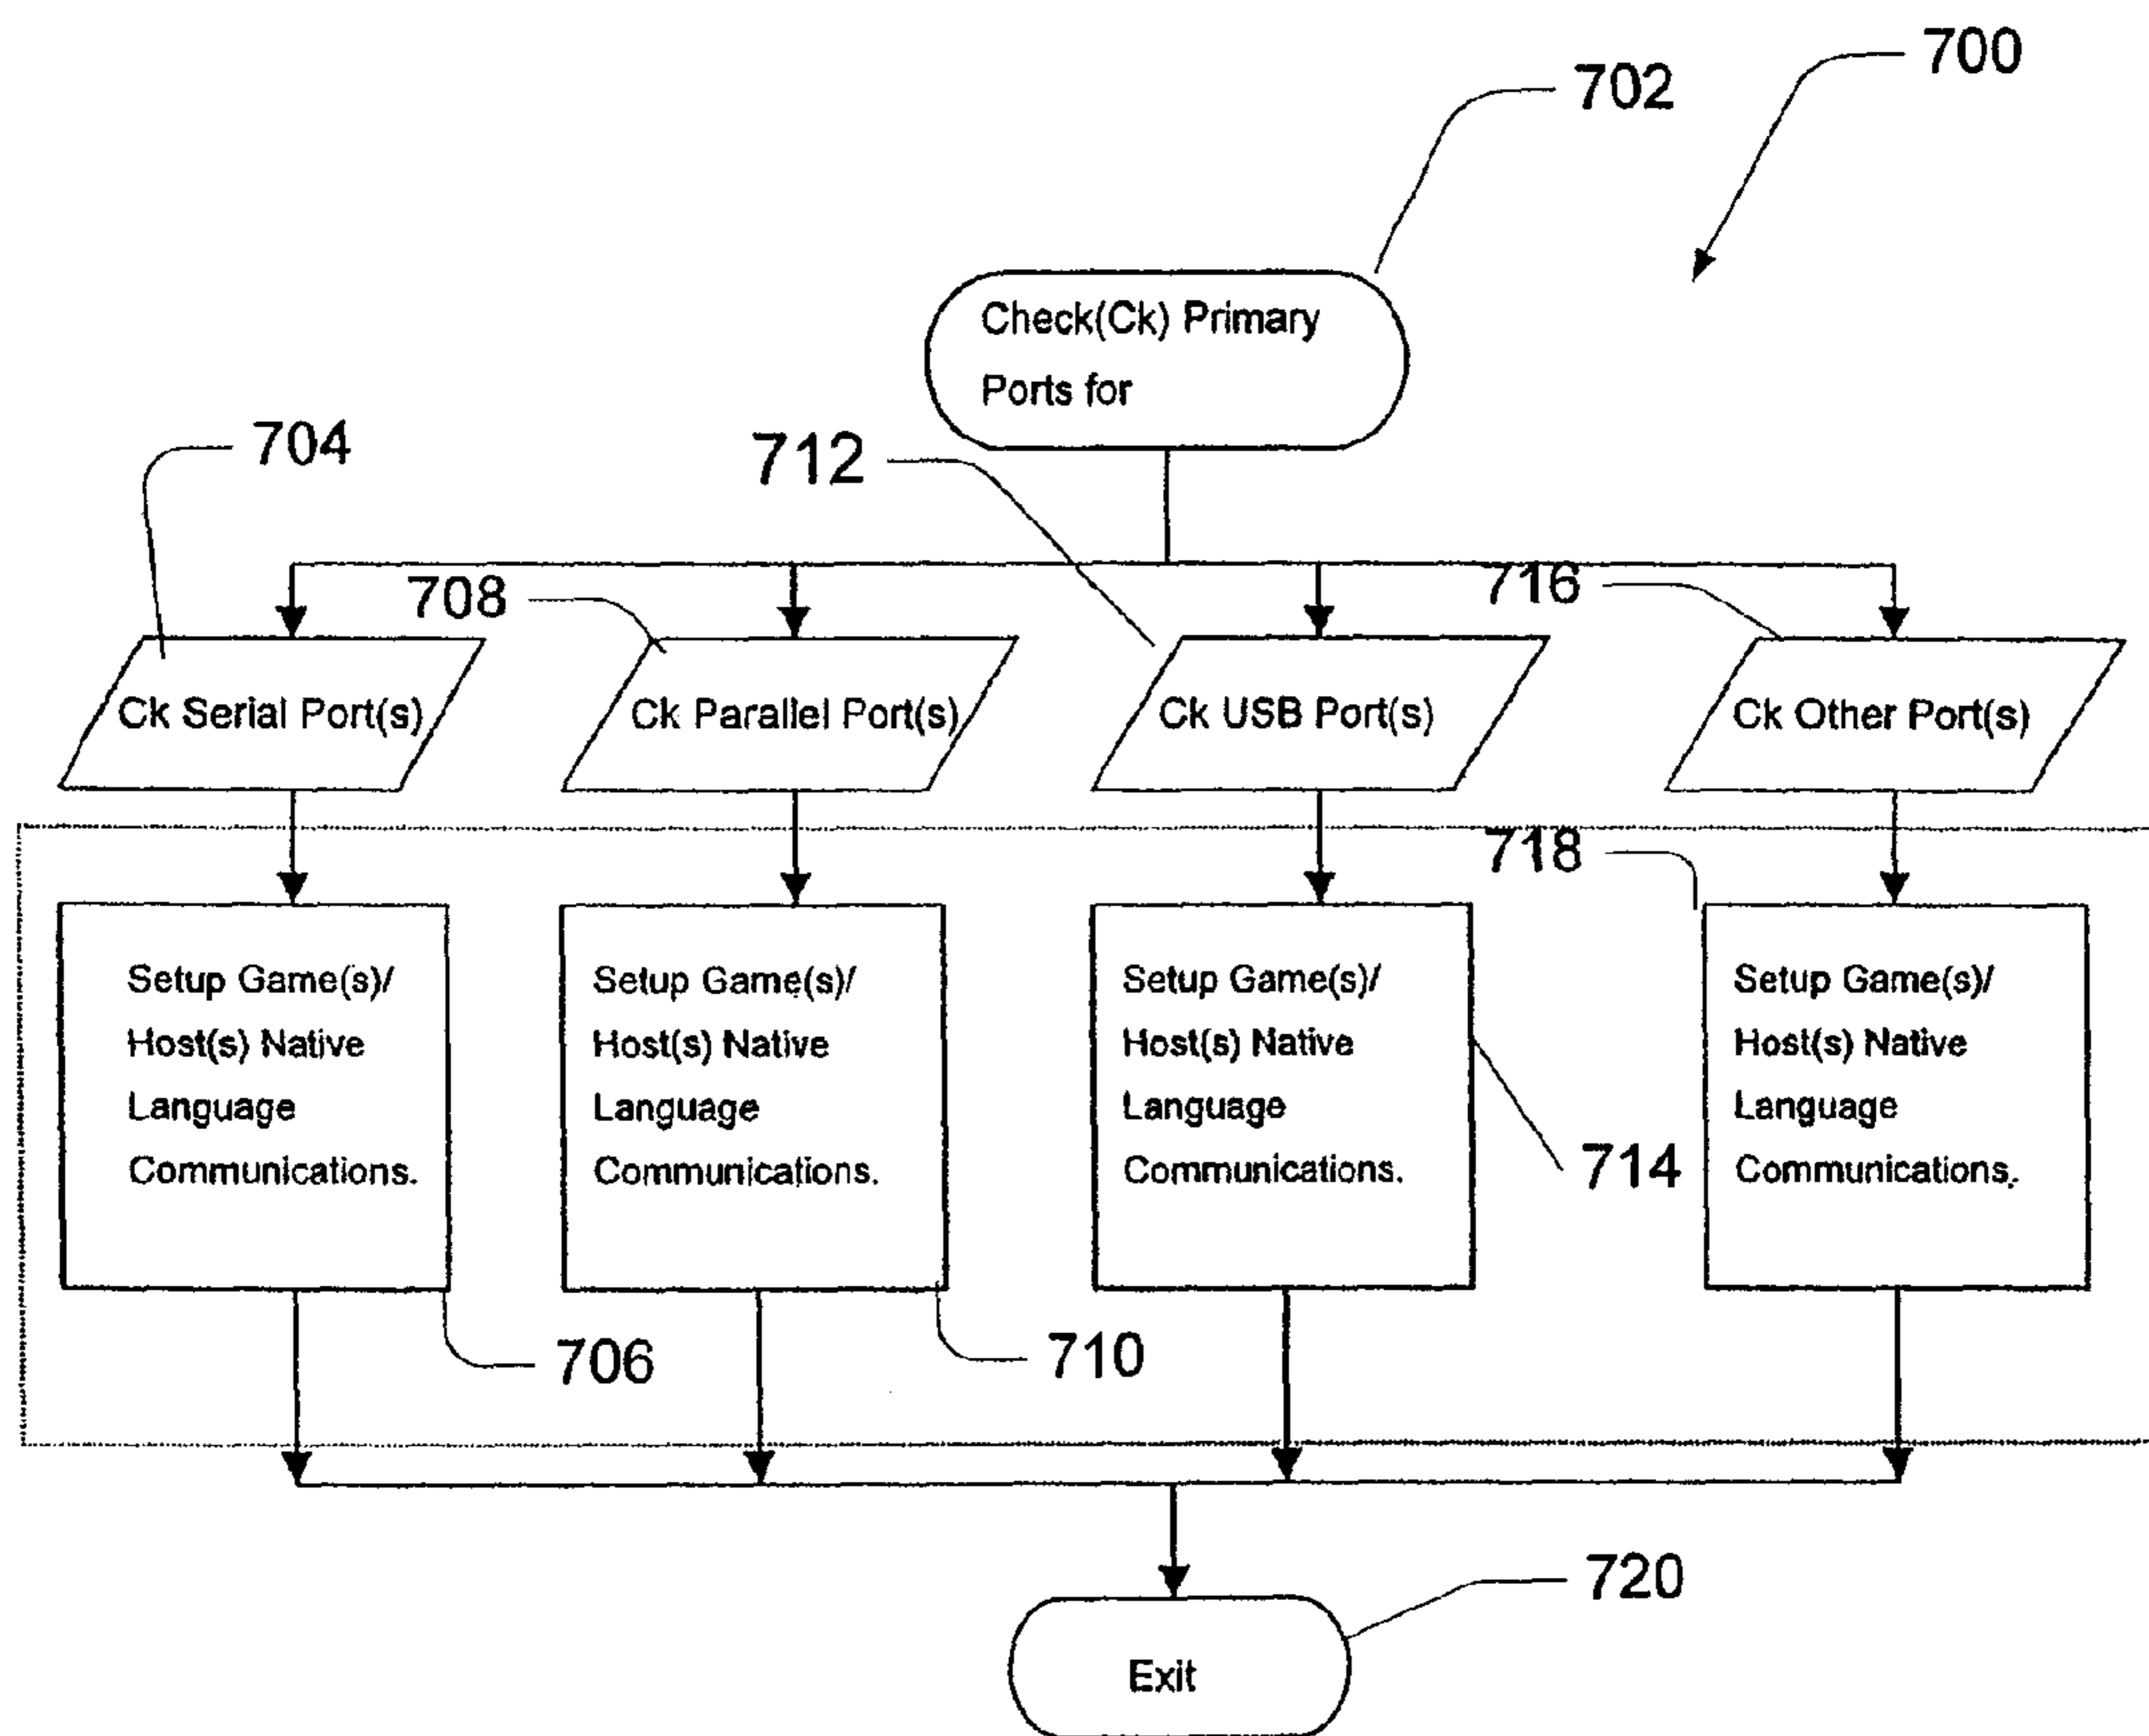 700
702
Check(Ck) Primary
Ports for
704
712
708
716
Ck Serial Port(s)
Ck Parallel Port(s)
Ck USB Port(s)
Ck Other Port(s)
718
Setup Game(s)/
Host(s) Native
Language
Communications.
Setup Game(s)/
Host(s) Native
Language
Communications.
Setup Game(s)/
Host(s) Native
Language
Communications.
Setup Game(s)/
Host(s) Native
Language
Communications.
714
706
710
720
Exit